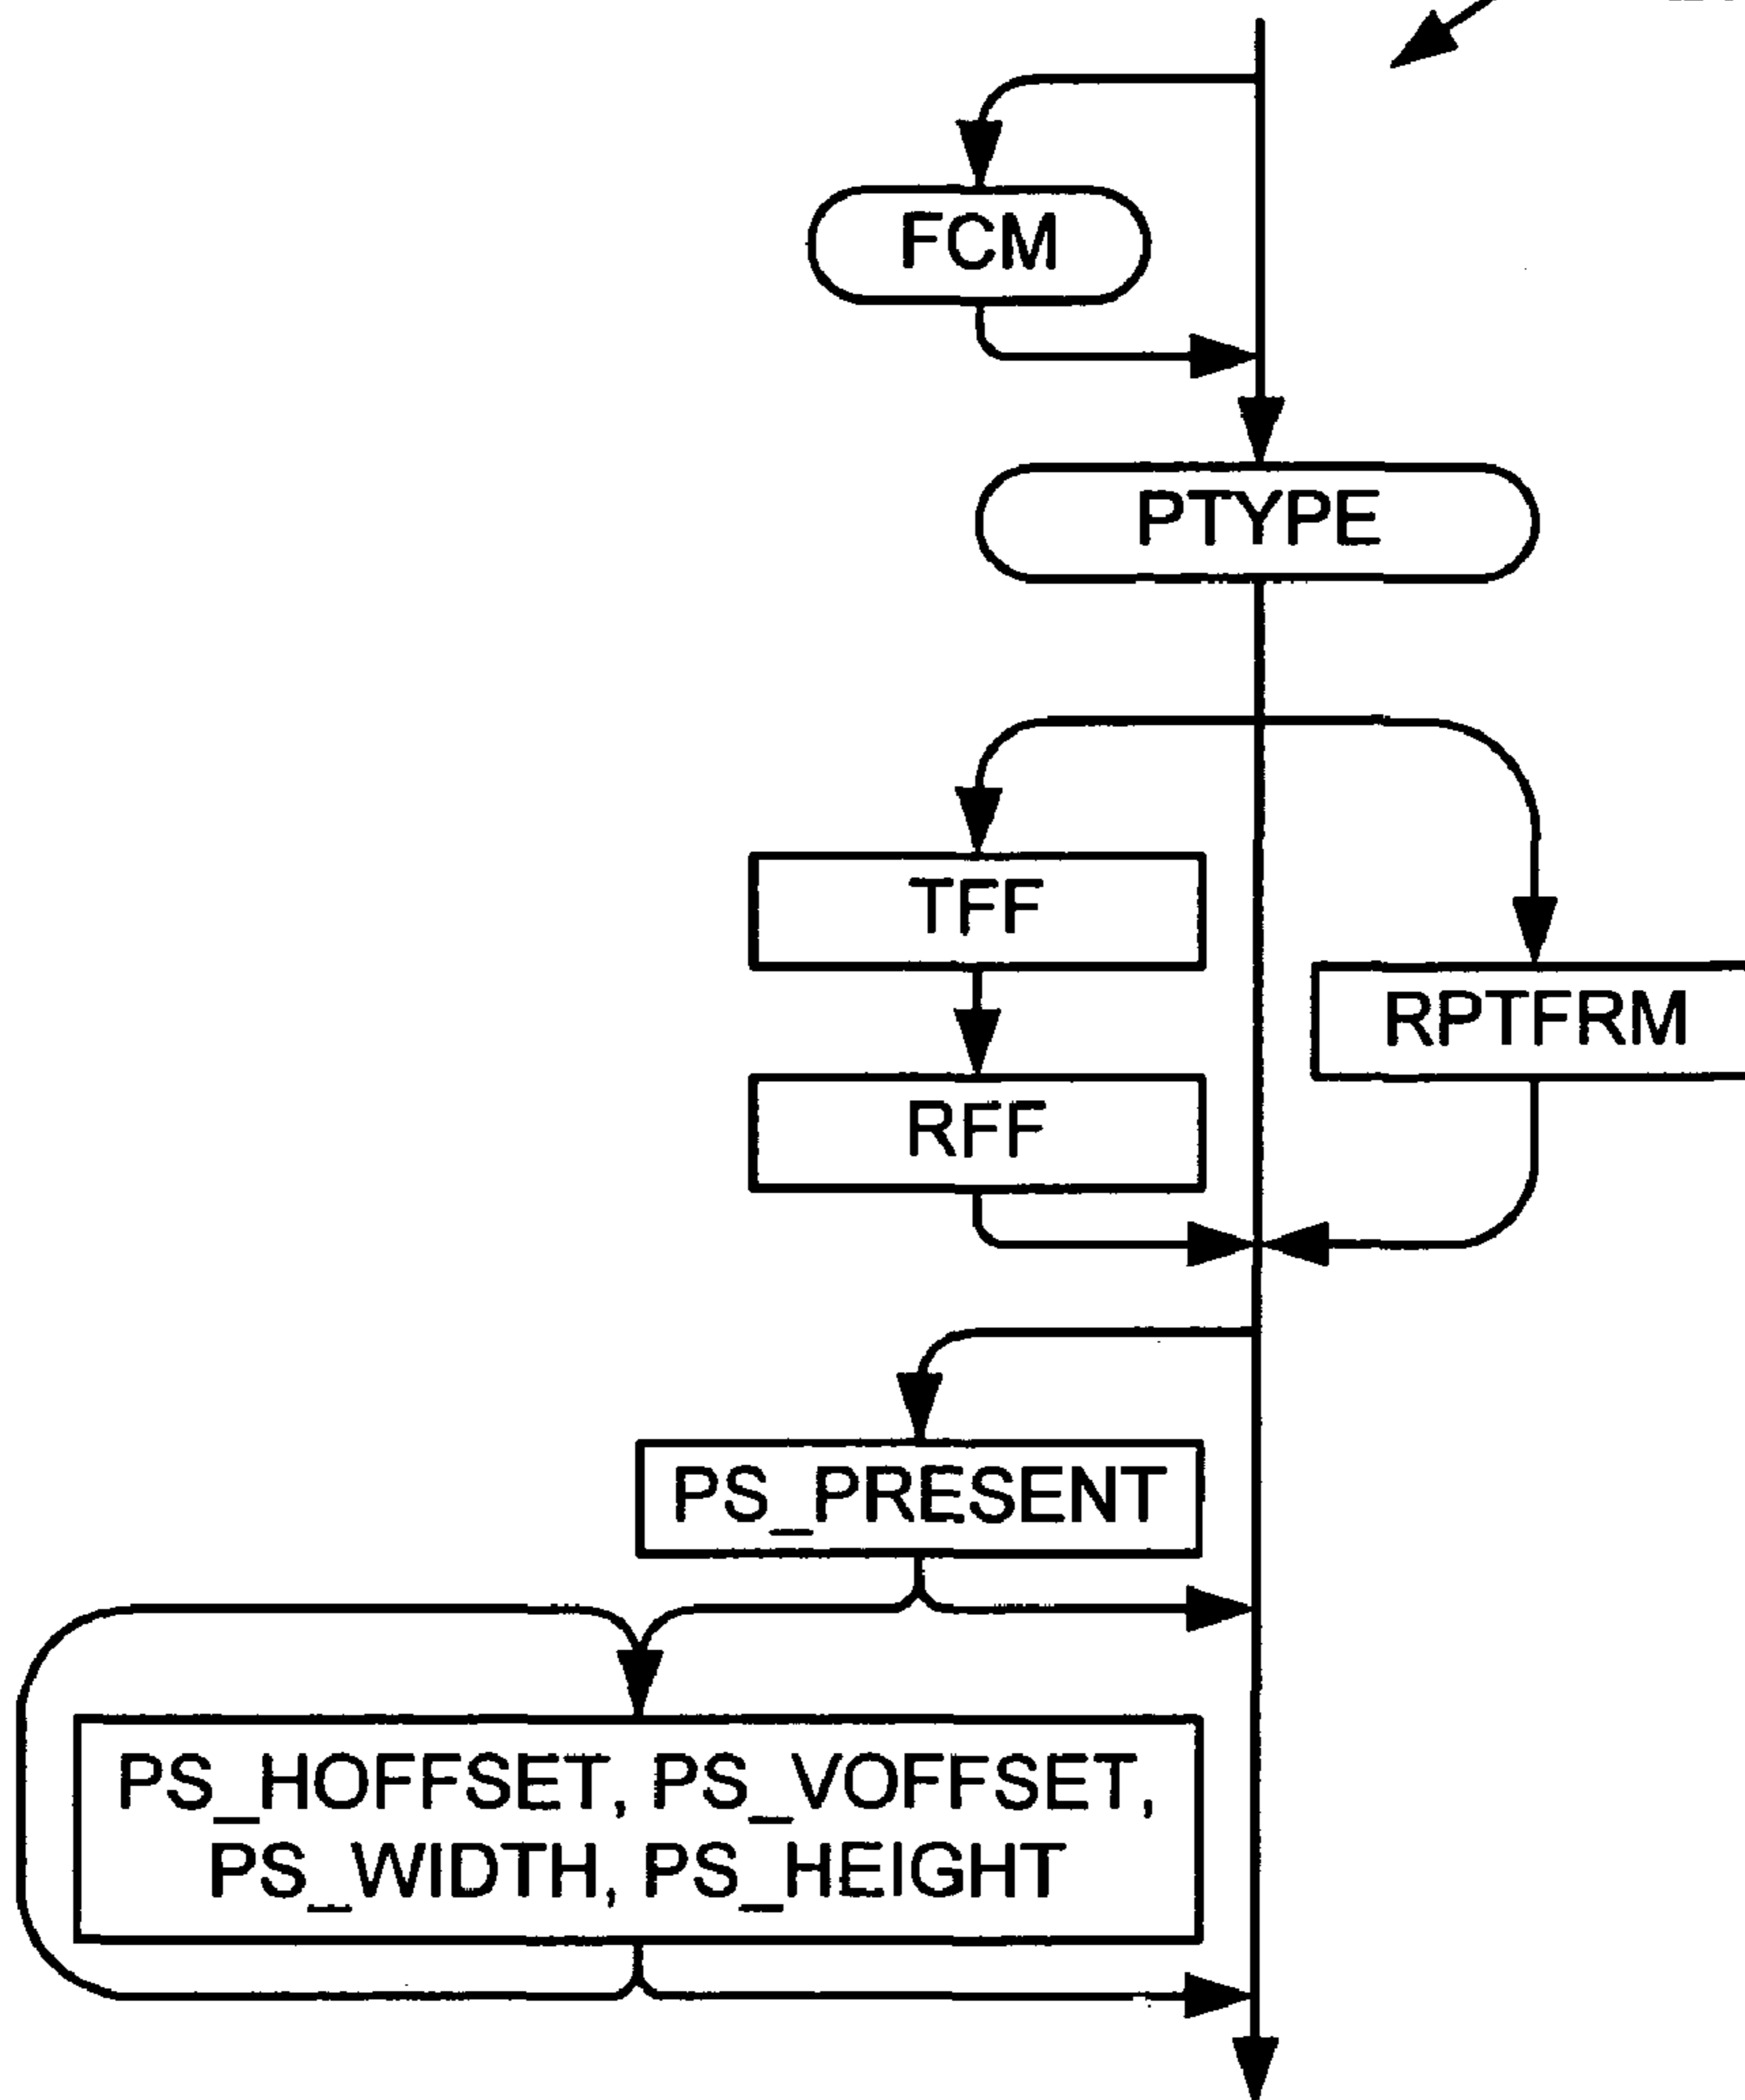 FCM
PTYPE
TFF
RPTFRM
RFF
PS_PRESENT
PS_HOFFSET, PS_VOFFSET,
PS_WIDTH, PS_HEIGHT